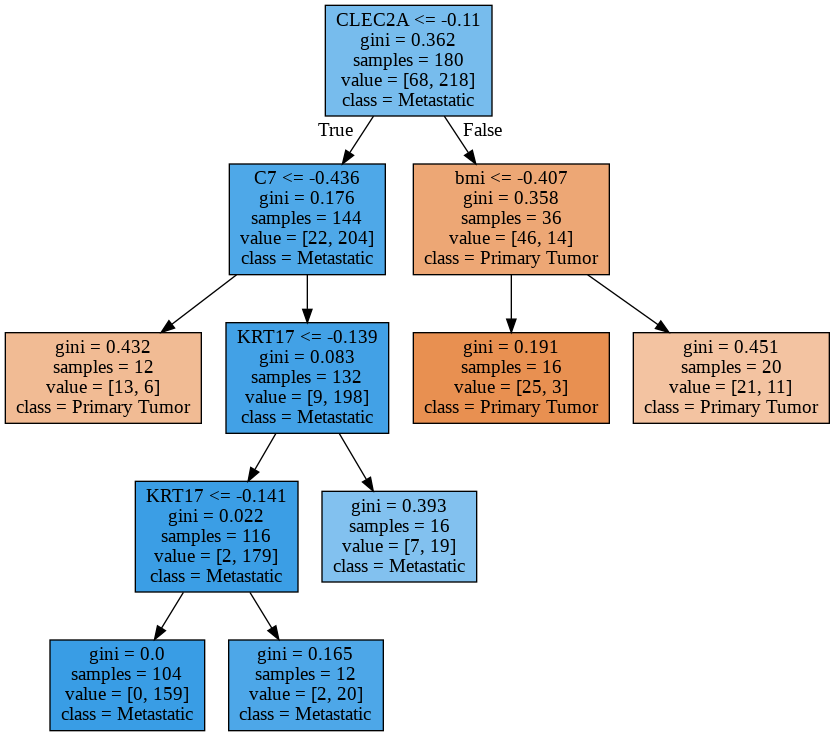 CLEC2A <= -0.11
gini = 0.362
samples = 180
value = [68, 218]
class = Metastatic
True
False
C7 <= -0.436
gini = 0.176
samples = 144
value = [22, 204]
class = Metastatic
bmi <= -0.407
gini = 0.358
samples = 36
value = [46, 14]
class = Primary Tumor
gini = 0.432
samples = 12
value = [13, 6]
class = Primary Tumor
KRT17 <= -0.139
gini = 0.083
samples = 132
value = [9, 198]
class = Metastatic
gini = 0.191
samples = 16
value = [25, 3]
class = Primary Tumor
gini = 0.451
samples = 20
value = [21, 11]
class = Primary Tumor
KRT17 <= -0.141
gini = 0.022
samples = 116
value = [2, 179]
class = Metastatic
gini = 0.393
samples = 16
value = [7, 19]
class = Metastatic
gini = 0.0
samples = 104
value = [0, 159]
class = Metastatic
gini = 0.165
samples = 12
value = [2, 20]
class = Metastatic